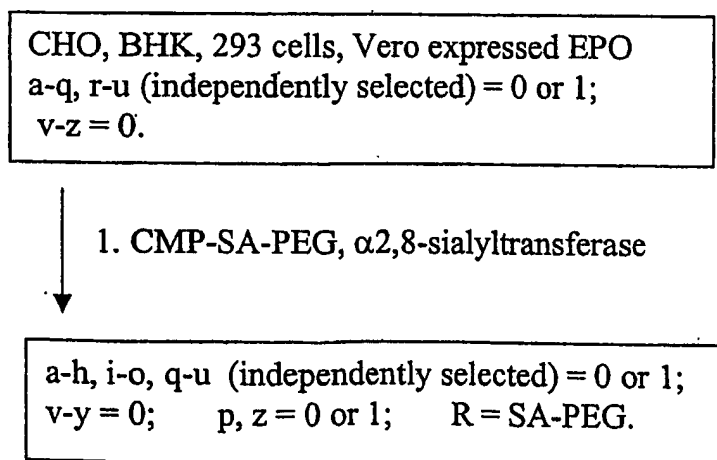 CHO, BHK, 293 cells, Vero expressed EPO
a-q, r-u (independently selected) = 0 or 1;
v-z = 0.
1. CMP-SA-PEG, α2,8-sialyltransferase
a-h, i-o, q-u (independently selected) = 0 or 1;
v-y = 0; p, z = 0 or 1; R = SA-PEG.